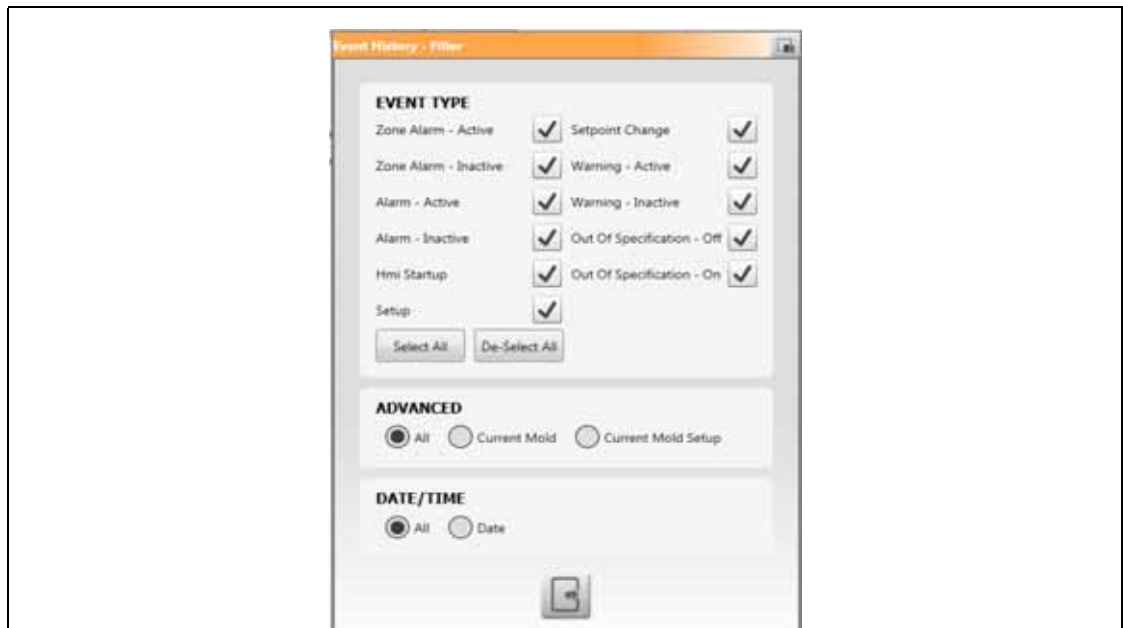 Event History - Filter
EVENT TYPE
Zone Alarm - Active
Setpoint Change
Zone Alarm - Inactive
Warning - Active
Alarm - Active
Warning - Inactive
Alarm - Inactive
Out Of Specification - Off
Hmi Startup
Out Of Specification - On
Setup
Select All
De-Select All
ADVANCED
All
Current Mold
Current Mold Setup
DATE/TIME
All
Date